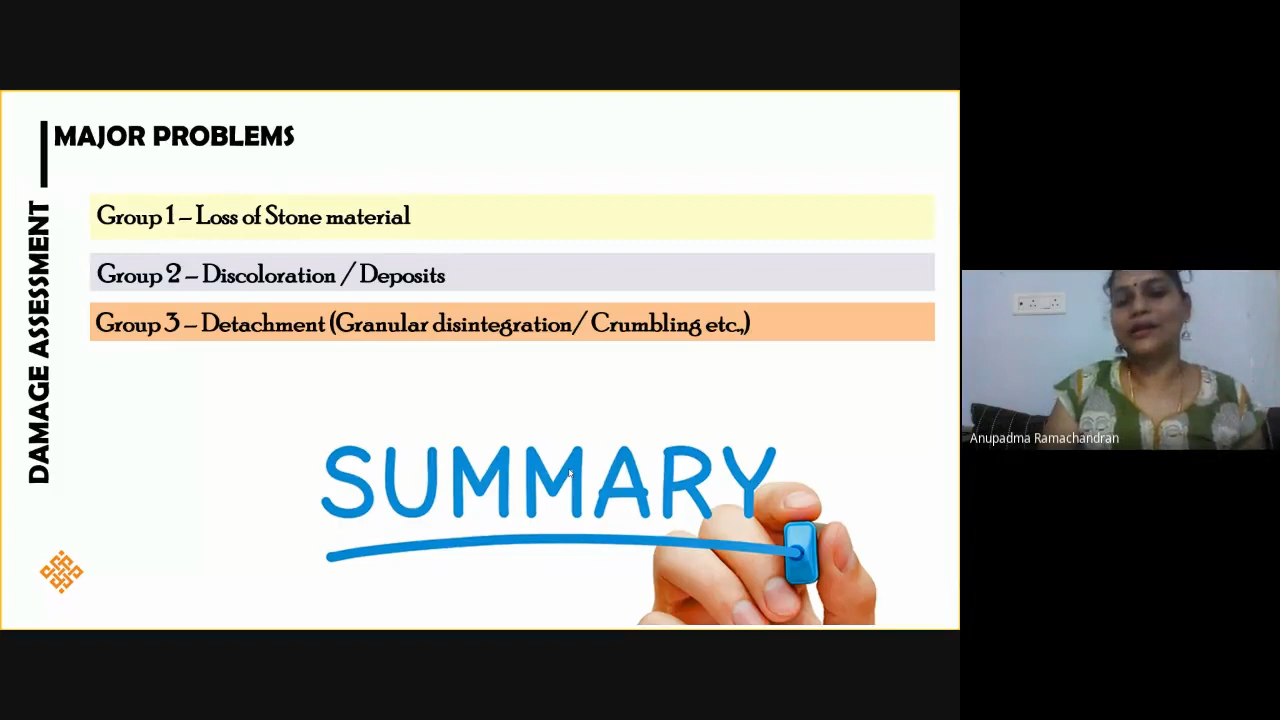 MAJOR PROBLEMS
DAMAGE ASSESSMENT
Group 1 – Loss of Stone material
Group 2 – Discoloration / Deposits
Group 3 – Detachment (Granular disintegration/ Crumbling etc.,)
SUMMARY
Anupadma Ramachandran